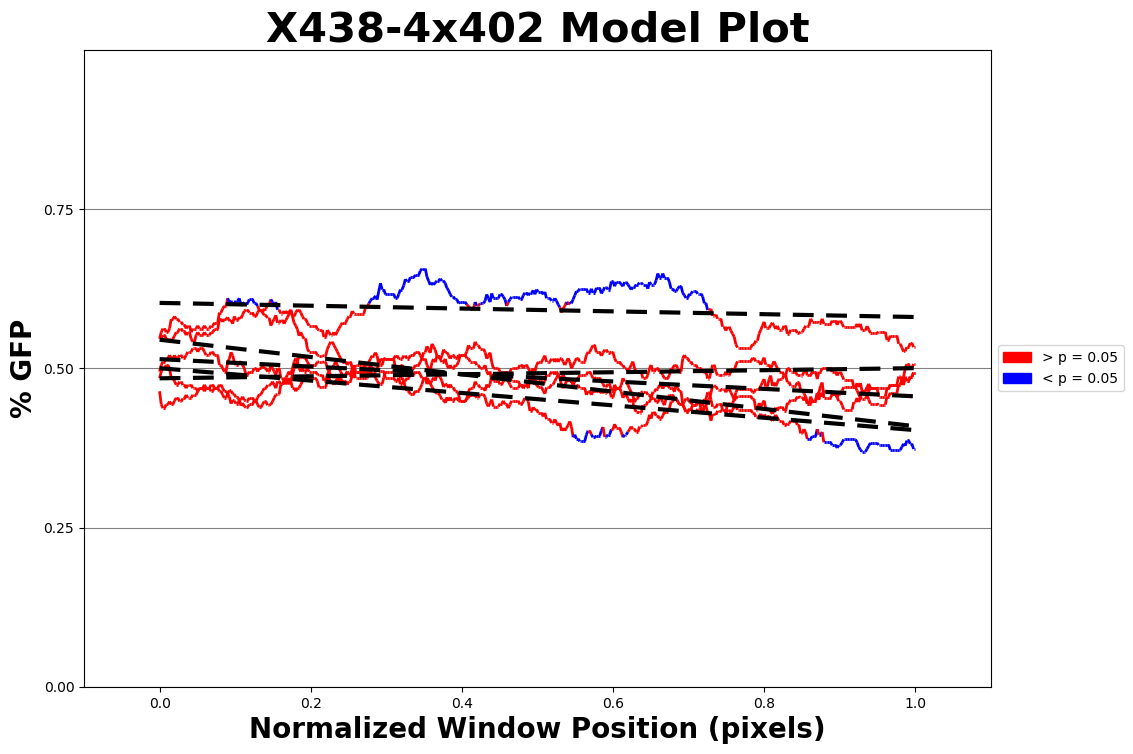 X438-4x402 Model Plot
% GFP
0.75
0.50
0.25
0.00
0.0 0.2 0.4 0.6 0.8 1.0
Normalized Window Position (pixels)
> p = 0.05
< p = 0.05